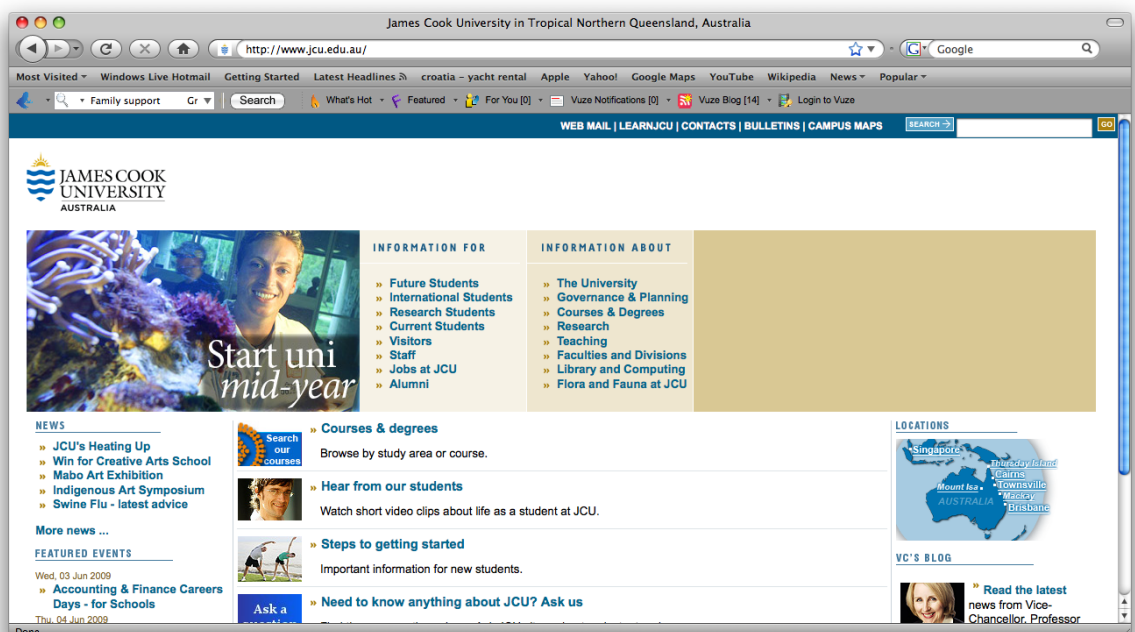 James Cook University in Tropical Northern Queensland, Australia
http://www.jcu.edu.au/
Google
Most Visited Windows Live Hotmail Getting Started Latest Headlines croatia – yacht rental Apple Yahoo! Google Maps YouTube Wikipedia News Popular
Family support Gr Search What's Hot Featured For You [0] Vuze Notifications [0] Vuze Blog [14] Login to Vuze
WEB MAIL | LEARNJCU | CONTACTS | BULLETINS | CAMPUS MAPS SEARCH GO
JAMES COOK
UNIVERSITY
AUSTRALIA
Start uni
mid-year
INFORMATION FOR
» Future Students
» International Students
» Research Students
» Current Students
» Visitors
» Staff
» Jobs at JCU
» Alumni
INFORMATION ABOUT
» The University
» Governance & Planning
» Courses & Degrees
» Research
» Teaching
» Faculties and Divisions
» Library and Computing
» Flora and Fauna at JCU
NEWS
» JCU's Heating Up
» Win for Creative Arts School
» Mabo Art Exhibition
» Indigenous Art Symposium
» Swine Flu - latest advice
More news ...
FEATURED EVENTS
Wed, 03 Jun 2009
» Accounting & Finance Careers
Days - for Schools
Thu, 04 Jun 2009
Search
our
courses
» Courses & degrees
Browse by study area or course.
» Hear from our students
Watch short video clips about life as a student at JCU.
» Steps to getting started
Important information for new students.
Ask a
» Need to know anything about JCU? Ask us
LOCATIONS
Singapore
Thursday Island
Cairns
Townsville
Mount Isa
Mackay
AUSTRALIA
Brisbane
VC'S BLOG
» Read the latest
news from Vice-
Chancellor, Professor